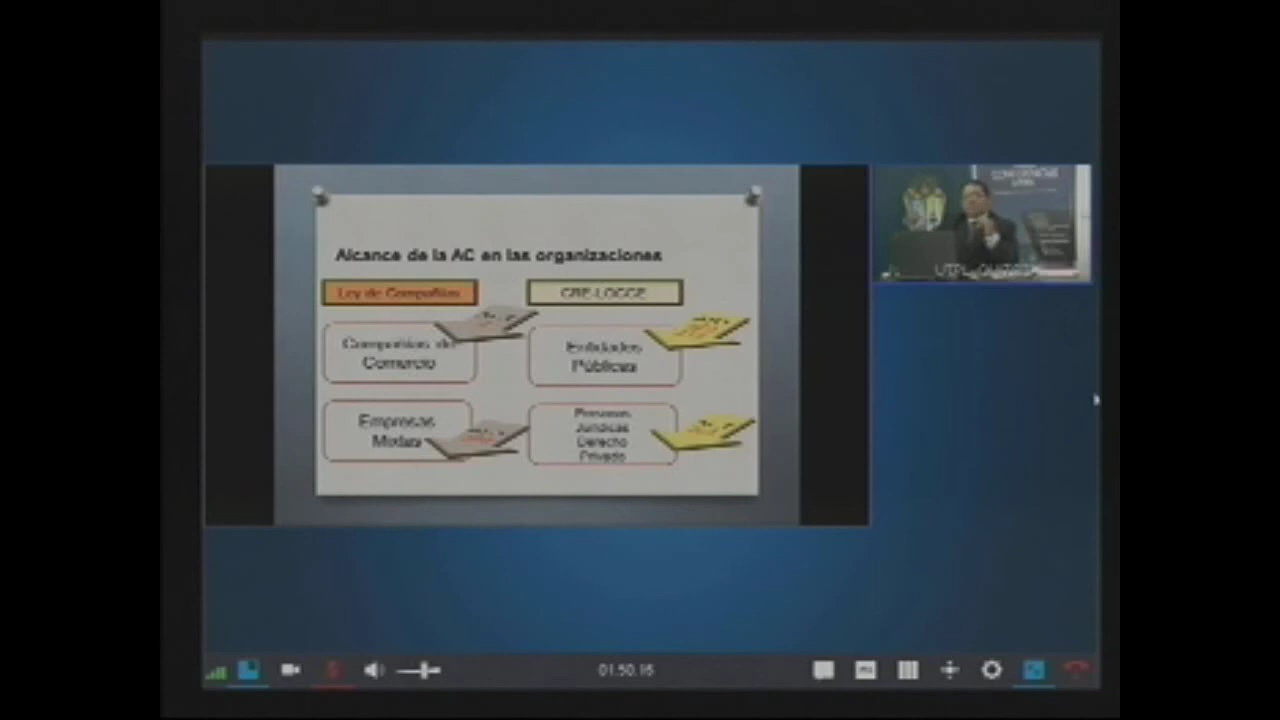 Alcance de la AC en las organizaciones
Ley de Compañías
CRE-LOCGE
Compañías de
Comercio
Entidades
Públicas
Empresas
Mixtas
Personas
Jurídicas
Derecho
Privado
01:50:15